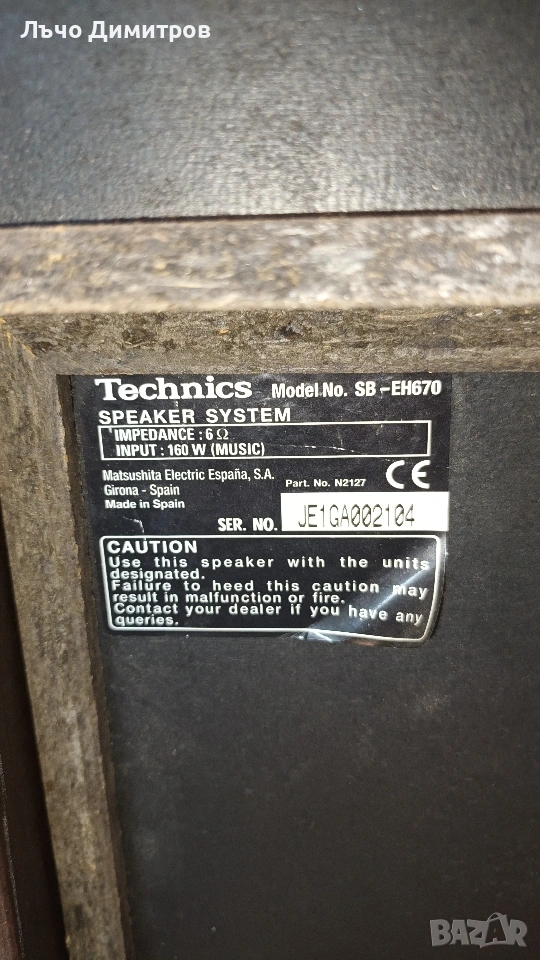 Лъчо Димитров
Technics Model No. SB-EH670
SPEAKER SYSTEM
IMPEDANCE : 6 Ω
INPUT : 160 W (MUSIC)
Matsushita Electric España, S.A.
Girona - Spain
Made in Spain
Part. No. N2127
CE
SER. NO. JE1GA002104
CAUTION
Use this speaker with the units
designated.
Failure to heed this caution may
result in malfunction or fire.
Contact your dealer if you have any
queries.
BAZAR